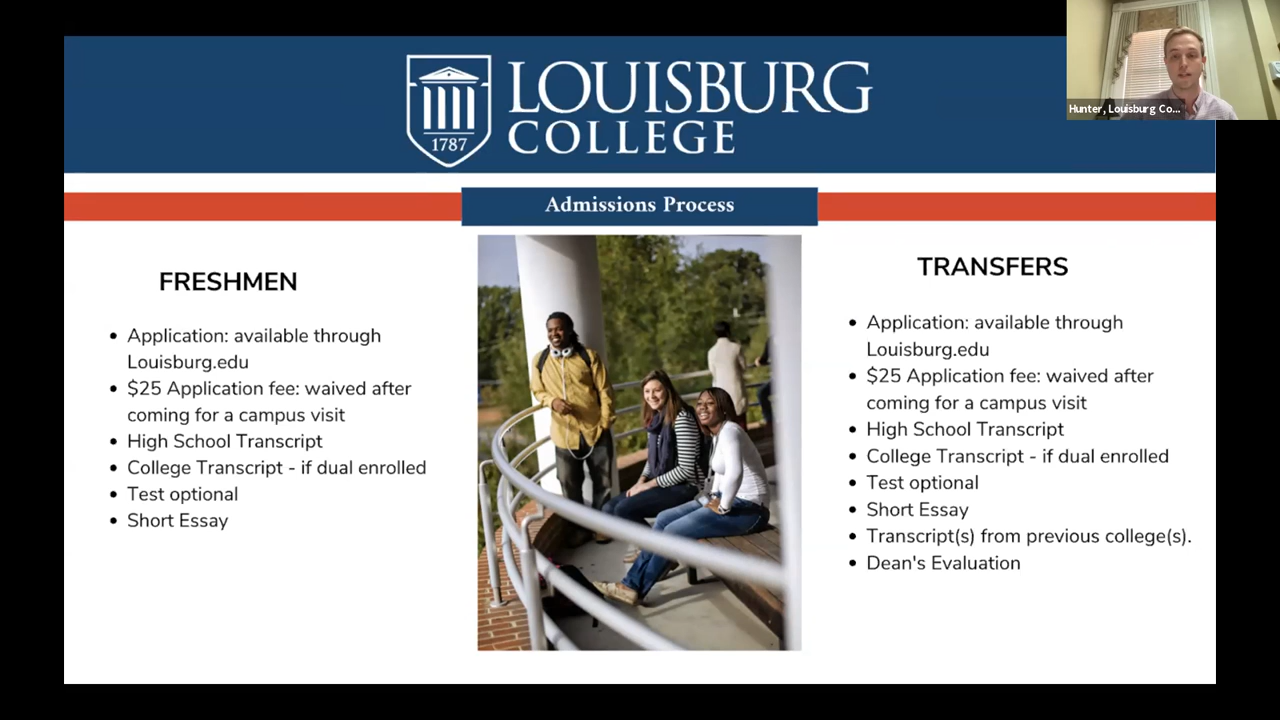 LOUISBURG
COLLEGE
1787
Hunter, Louisburg Co...
Admissions Process
FRESHMEN
• Application: available through
Louisburg.edu
• $25 Application fee: waived after
coming for a campus visit
• High School Transcript
• College Transcript - if dual enrolled
• Test optional
• Short Essay
TRANSFERS
• Application: available through
Louisburg.edu
• $25 Application fee: waived after
coming for a campus visit
• High School Transcript
• College Transcript - if dual enrolled
• Test optional
• Short Essay
• Transcript(s) from previous college(s).
• Dean's Evaluation